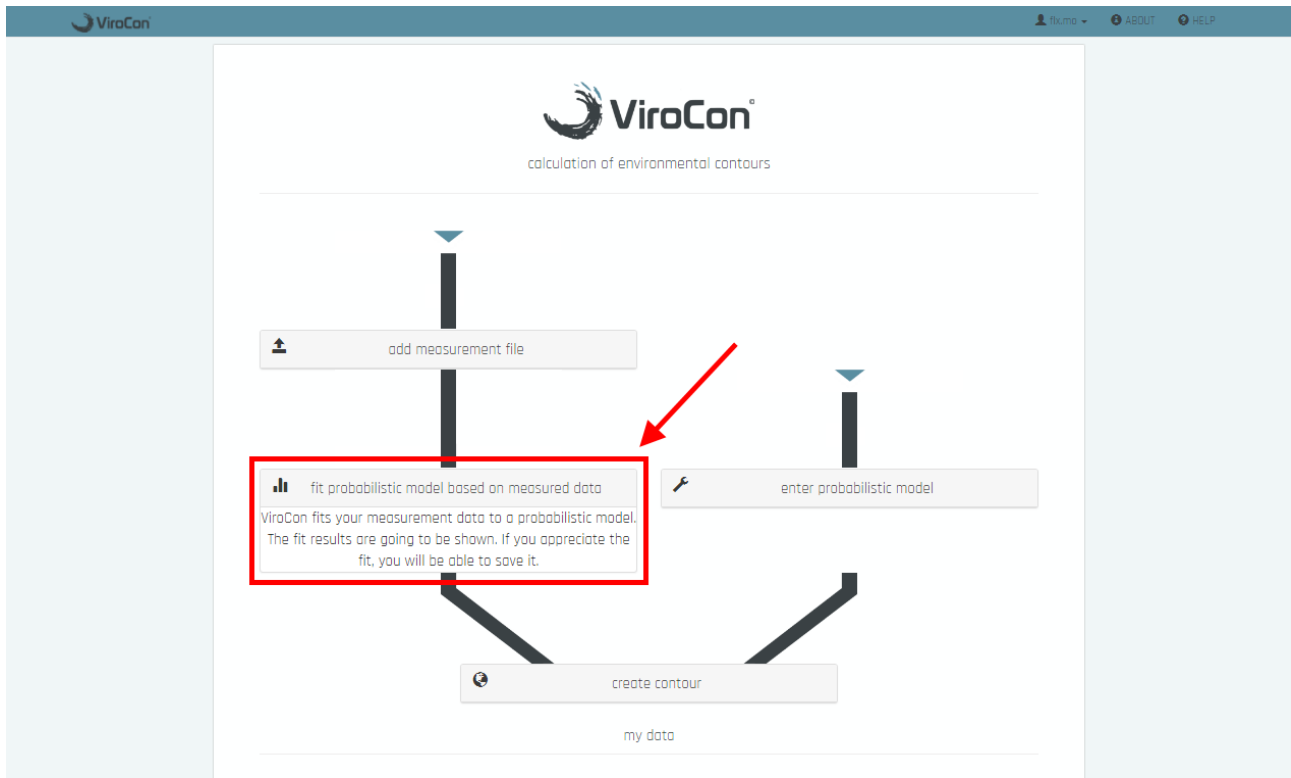 ViroCon
flx.mo
ABOUT
HELP
ViroCon
calculation of environmental contours
add measurement file
fit probabilistic model based on measured data
enter probabilistic model
ViroCon fits your measurement data to a probabilistic model.
The fit results are going to be shown. If you appreciate the
fit, you will be able to save it.
create contour
my data